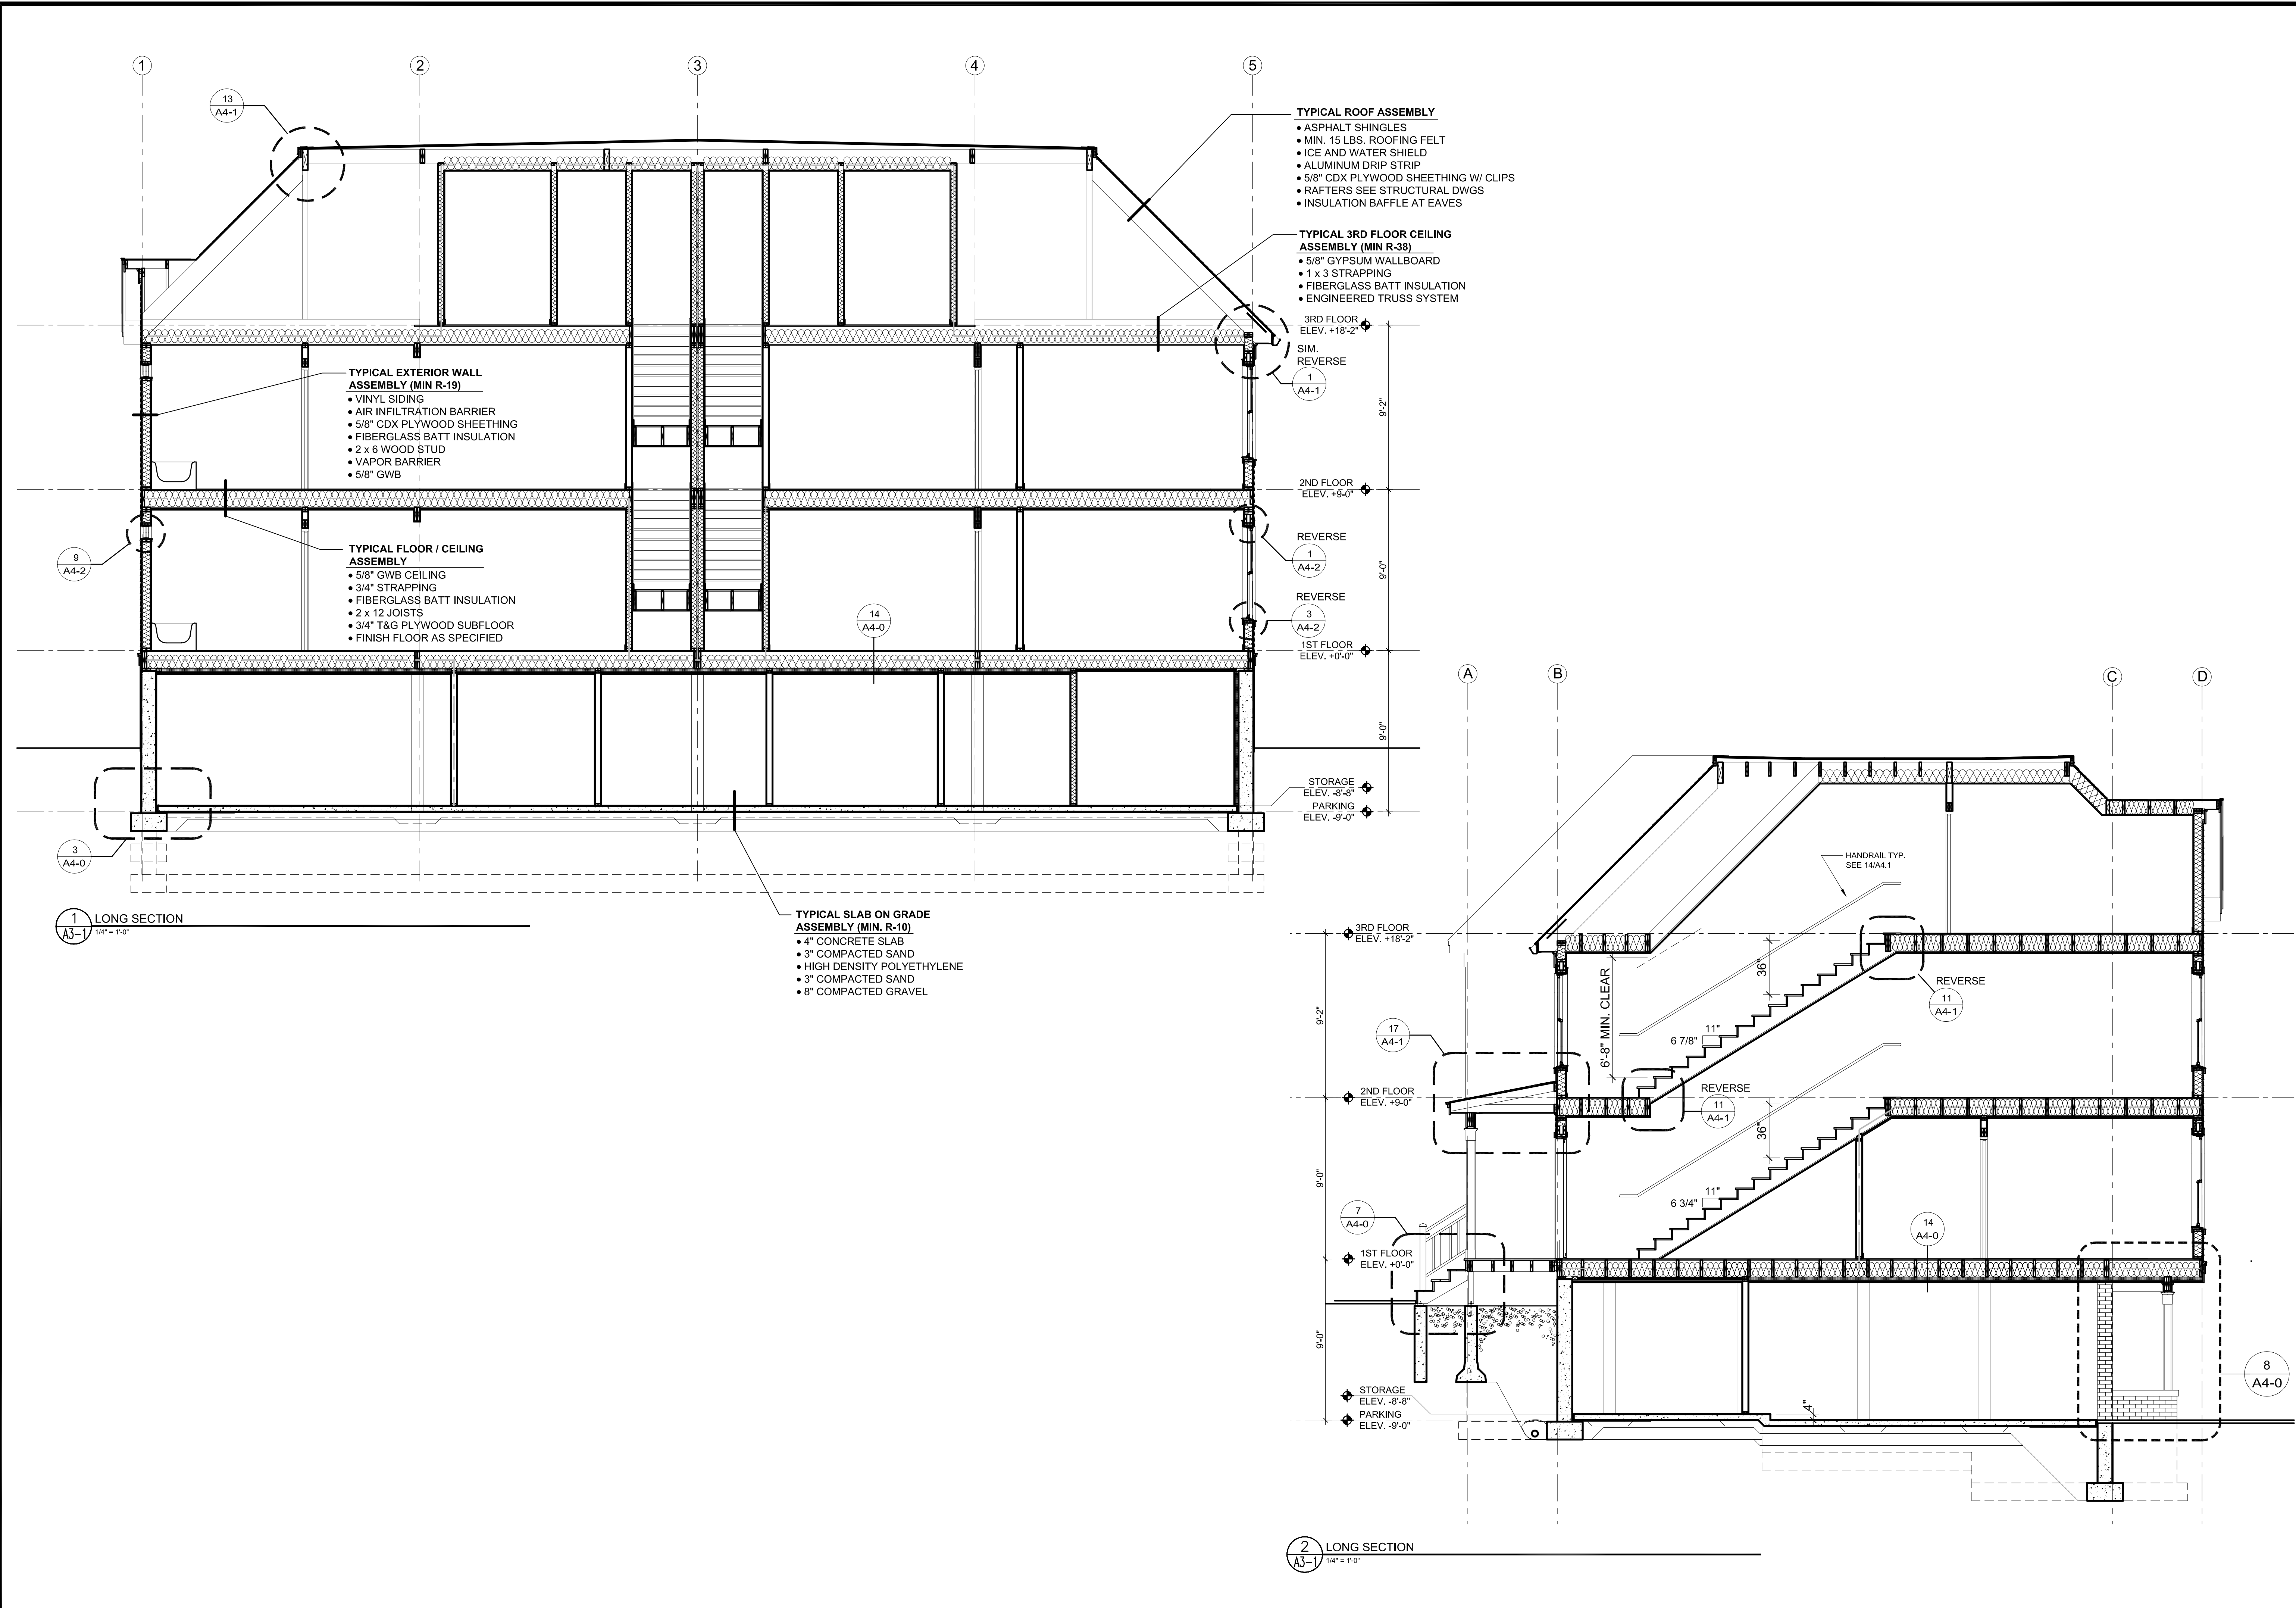 1
2
3
4
5
13
A4-1
TYPICAL ROOF ASSEMBLY
• ASPHALT SHINGLES
• MIN. 15 LBS. ROOFING FELT
• ICE AND WATER SHIELD
• ALUMINUM DRIP STRIP
• 5/8" CDX PLYWOOD SHEETHING W/ CLIPS
• RAFTERS SEE STRUCTURAL DWGS
• INSULATION BAFFLE AT EAVES
TYPICAL 3RD FLOOR CEILING
ASSEMBLY (MIN R-38)
• 5/8" GYPSUM WALLBOARD
• 1 x 3 STRAPPING
• FIBERGLASS BATT INSULATION
• ENGINEERED TRUSS SYSTEM
3RD FLOOR
ELEV. +18'-2"
SIM.
REVERSE
1
A4-1
9'-2"
TYPICAL EXTERIOR WALL
ASSEMBLY (MIN R-19)
• VINYL SIDING
• AIR INFILTRATION BARRIER
• 5/8" CDX PLYWOOD SHEETHING
• FIBERGLASS BATT INSULATION
• 2 x 6 WOOD STUD
• VAPOR BARRIER
• 5/8" GWB
2ND FLOOR
ELEV. +9-0"
REVERSE
1
A4-2
9'-0"
9
A4-2
TYPICAL FLOOR / CEILING
ASSEMBLY
• 5/8" GWB CEILING
• 3/4" STRAPPING
• FIBERGLASS BATT INSULATION
• 2 x 12 JOISTS
• 3/4" T&G PLYWOOD SUBFLOOR
• FINISH FLOOR AS SPECIFIED
14
A4-0
REVERSE
3
A4-2
1ST FLOOR
ELEV. +0'-0"
9'-0"
STORAGE
ELEV. -8'-8"
PARKING
ELEV. -9'-0"
3
A4-0
1
A3-1
LONG SECTION
1/4" = 1'-0"
TYPICAL SLAB ON GRADE
ASSEMBLY (MIN. R-10)
• 4" CONCRETE SLAB
• 3" COMPACTED SAND
• HIGH DENSITY POLYETHYLENE
• 3" COMPACTED SAND
• 8" COMPACTED GRAVEL
A
B
C
D
HANDRAIL TYP.
SEE 14/A4.1
3RD FLOOR
ELEV. +18'-2"
36"
REVERSE
11
A4-1
6'-8" MIN. CLEAR
9'-2"
17
A4-1
11"
6 7/8"
2ND FLOOR
ELEV. +9-0"
REVERSE
11
A4-1
36"
9'-0"
11"
6 3/4"
7
A4-0
14
A4-0
1ST FLOOR
ELEV. +0'-0"
9'-0"
8
A4-0
STORAGE
ELEV. -8'-8"
PARKING
ELEV. -9'-0"
4"
2
A3-1
LONG SECTION
1/4" = 1'-0"